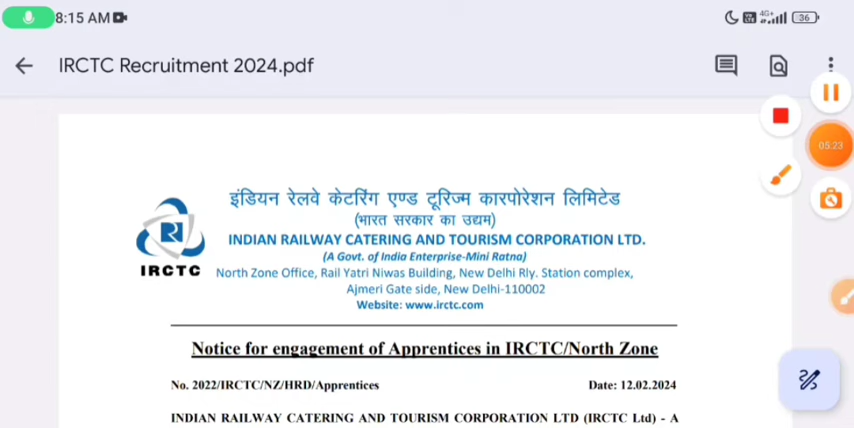 8:15 AM
4G+
36
IRCTC Recruitment 2024.pdf
05:23
इंडियन रेलवे केटरिंग एण्ड टूरिज्म कारपोरेशन लिमिटेड
(भारत सरकार का उद्यम)
INDIAN RAILWAY CATERING AND TOURISM CORPORATION LTD.
(A Govt. of India Enterprise-Mini Ratna)
IRCTC
North Zone Office, Rail Yatri Niwas Building, New Delhi Rly. Station complex,
Ajmeri Gate side, New Delhi-110002
Website: www.irctc.com
Notice for engagement of Apprentices in IRCTC/North Zone
No. 2022/IRCTC/NZ/HRD/Apprentices Date: 12.02.2024
INDIAN RAILWAY CATERING AND TOURISM CORPORATION LTD (IRCTC Ltd) - A